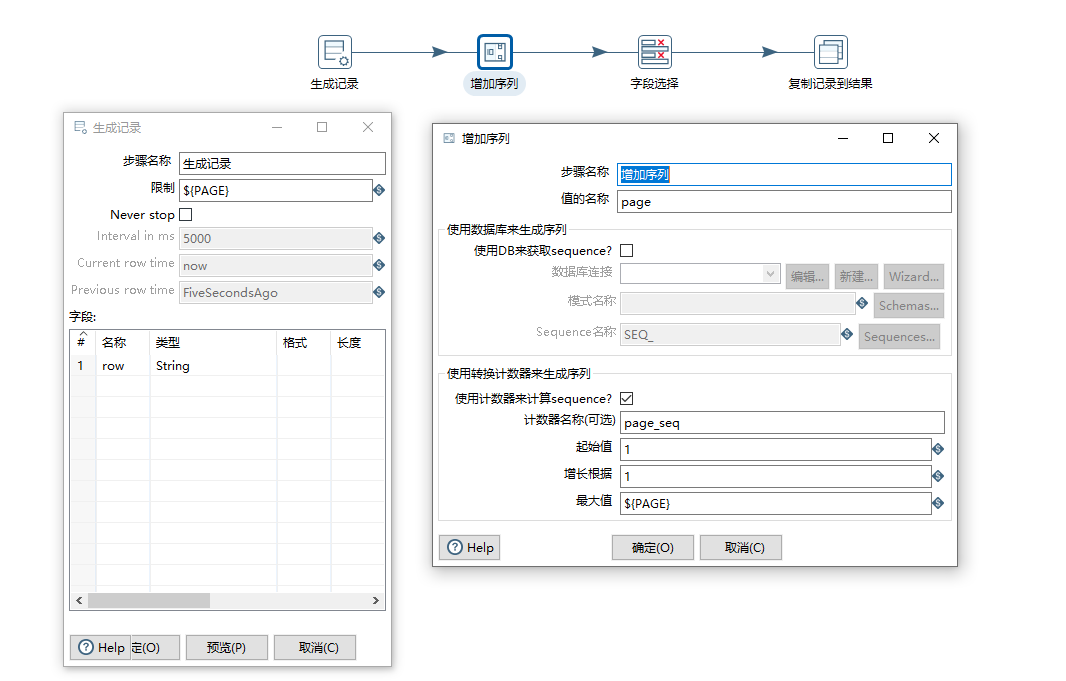 生成记录
增加序列
字段选择
复制记录到结果
生成记录
步骤名称 生成记录
限制 ${PAGE}
Never stop
Interval in ms 5000
Current row time now
Previous row time FiveSecondsAgo
字段:
# 名称 类型 格式 长度
1 row String
Help 定(O) 预览(P) 取消(C)
增加序列
步骤名称 增加序列
值的名称 page
使用数据库来生成序列
使用DB来获取sequence?
数据库连接 编辑... 新建... Wizard...
模式名称 Schemas...
Sequence名称 SEQ_ Sequences...
使用转换计数器来生成序列
使用计数器来计算sequence?
计数器名称(可选) page_seq
起始值 1
增长根据 1
最大值 ${PAGE}
Help 确定(O) 取消(C)